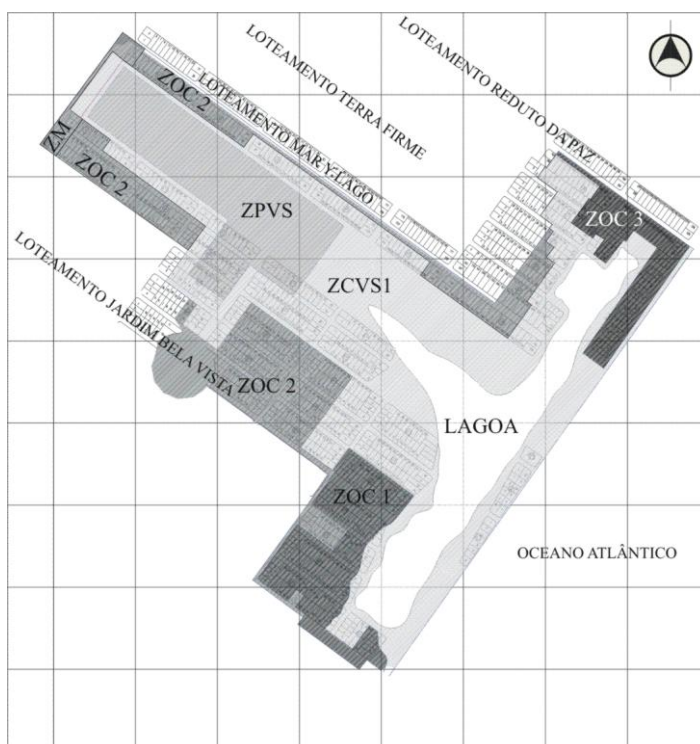 LOTEAMENTO REDUTO DA PAZ
LOTEAMENTO TERRA FIRME
LOTEAMENTO MAR Y LAGO
ZOC 2
ZM
ZOC 2
ZPVS
ZOC 3
LOTEAMENTO JARDIM BELA VISTA
ZCVS1
ZOC 2
LAGOA
ZOC 1
OCEANO ATLÂNTICO